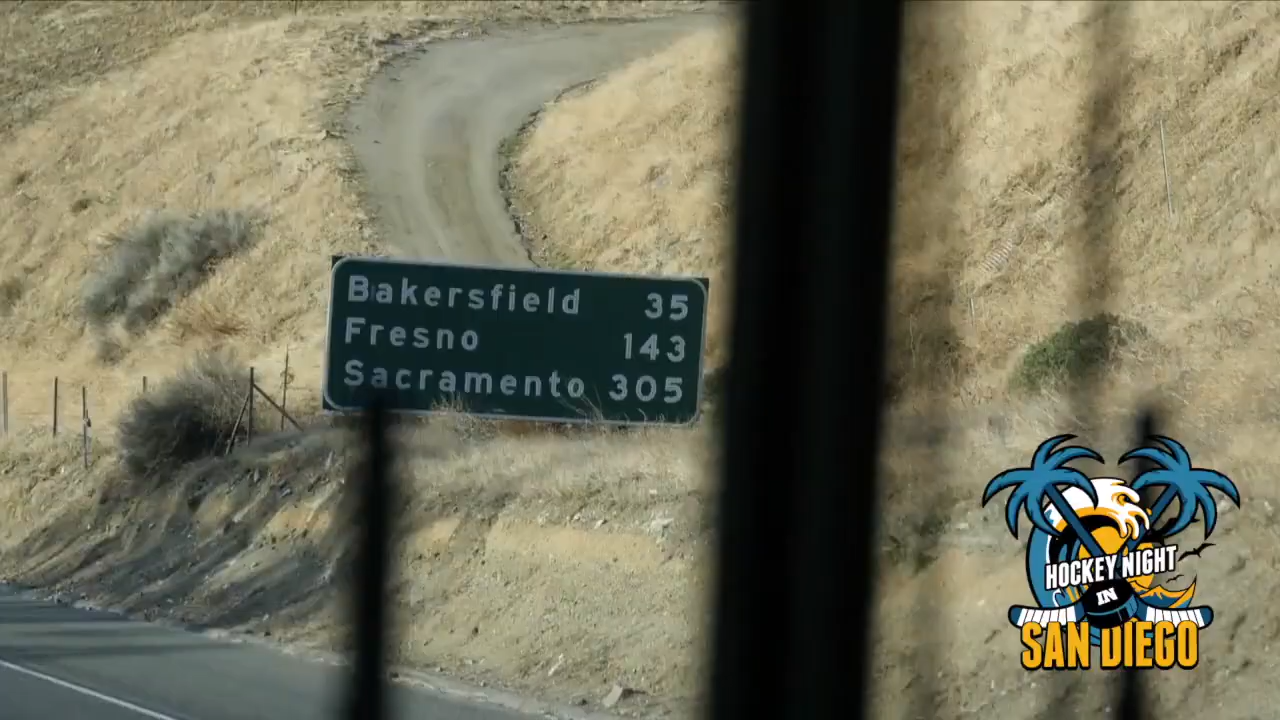 Bakersfield 35
Fresno 143
Sacramento 305
HOCKEY NIGHT
IN
SAN DIEGO